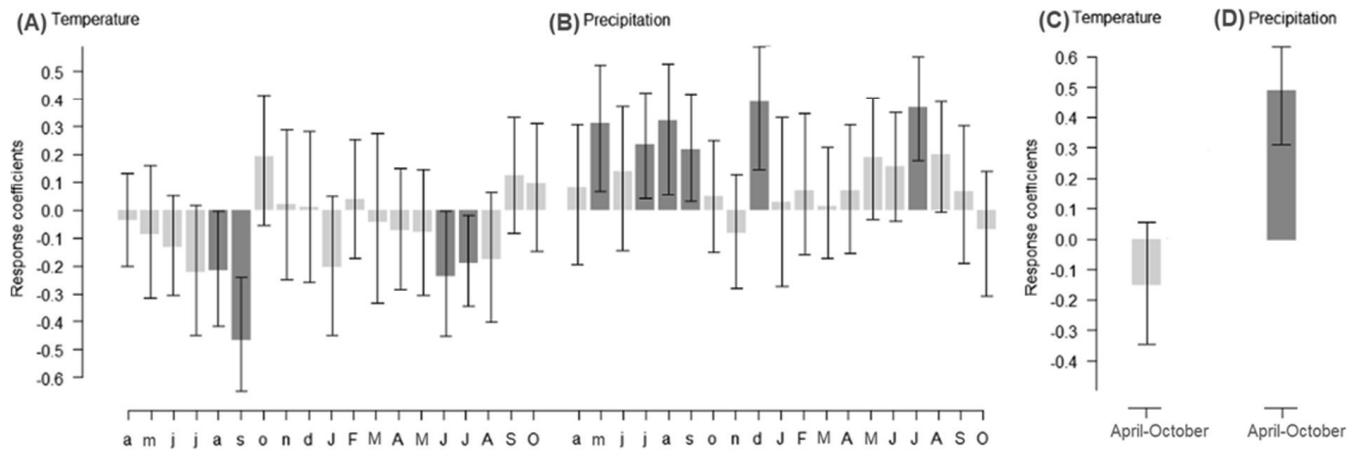 (A) Temperature
(B) Precipitation
(C) Temperature
(D) Precipitation
Response coefficients
0.5
0.4
0.3
0.2
0.1
0.0
-0.1
-0.2
-0.3
-0.4
-0.5
-0.6
a m j j a s o n d J F M A M J J A S O
a m j j a s o n d J F M A M J J A S O
Response coefficients
0.6
0.5
0.4
0.3
0.2
0.1
0.0
-0.1
-0.2
-0.3
-0.4
April-October
April-October